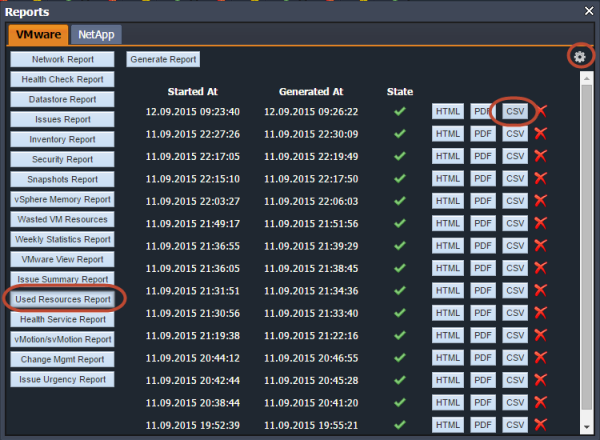 Reports
VMware NetApp
Network Report
Health Check Report
Datastore Report
Issues Report
Inventory Report
Security Report
Snapshots Report
vSphere Memory Report
Wasted VM Resources
Weekly Statistics Report
VMware View Report
Issue Summary Report
Used Resources Report
Health Service Report
vMotion/svMotion Report
Change Mgmt Report
Issue Urgency Report
Generate Report
Started At Generated At State
12.09.2015 09:23:40 12.09.2015 09:26:22 HTML PDF CSV
11.09.2015 22:27:26 11.09.2015 22:30:09 HTML PDF CSV
11.09.2015 22:17:05 11.09.2015 22:19:49 HTML PDF CSV
11.09.2015 22:15:10 11.09.2015 22:17:50 HTML PDF CSV
11.09.2015 22:03:27 11.09.2015 22:06:03 HTML PDF CSV
11.09.2015 21:49:17 11.09.2015 21:51:56 HTML PDF CSV
11.09.2015 21:36:55 11.09.2015 21:39:29 HTML PDF CSV
11.09.2015 21:36:05 11.09.2015 21:38:45 HTML PDF CSV
11.09.2015 21:31:51 11.09.2015 21:34:36 HTML PDF CSV
11.09.2015 21:30:56 11.09.2015 21:33:40 HTML PDF CSV
11.09.2015 21:19:38 11.09.2015 21:22:16 HTML PDF CSV
11.09.2015 20:44:12 11.09.2015 20:46:55 HTML PDF CSV
11.09.2015 20:42:44 11.09.2015 20:45:28 HTML PDF CSV
11.09.2015 20:38:44 11.09.2015 20:41:20 HTML PDF CSV
11.09.2015 19:52:39 11.09.2015 19:55:21 HTML PDF CSV